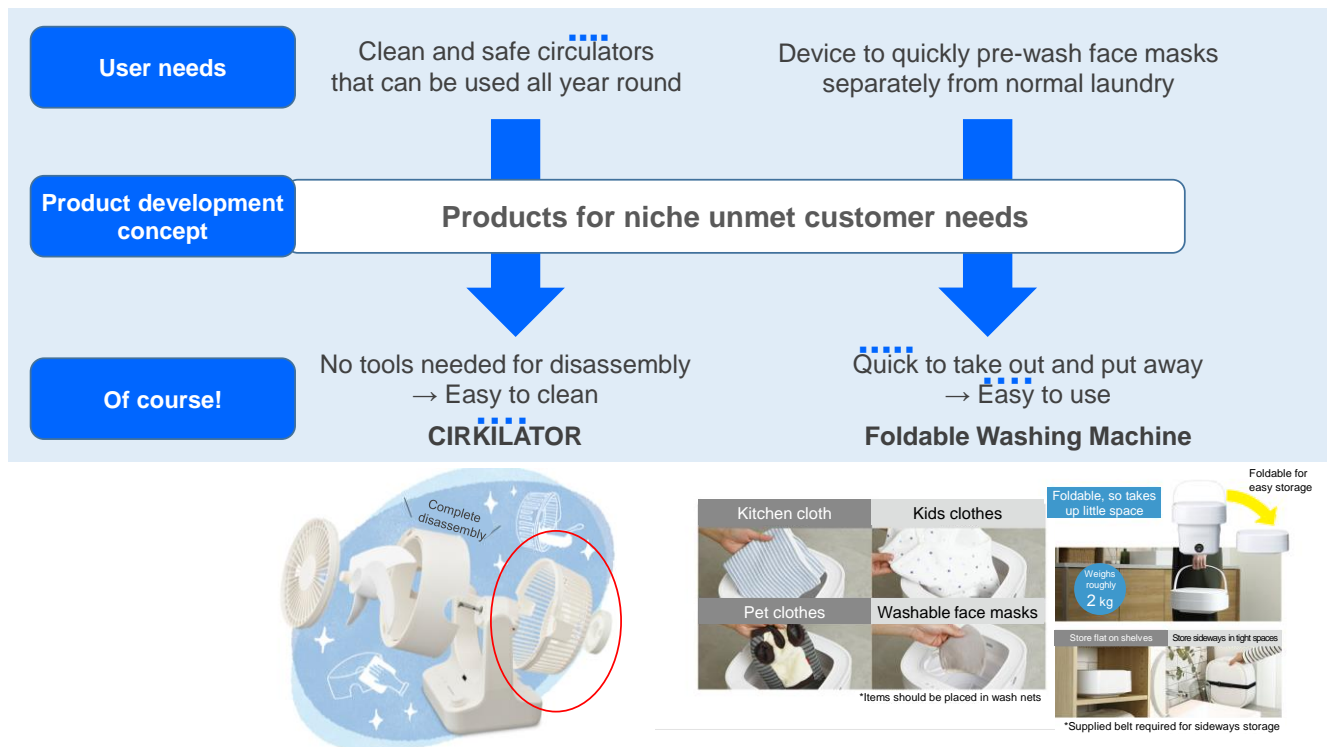 User needs
Clean and safe circulators
that can be used all year round
Device to quickly pre-wash face masks
separately from normal laundry
Product development
concept
Products for niche unmet customer needs
Of course!
No tools needed for disassembly
→ Easy to clean
CIRKILATOR
Quick to take out and put away
→ Easy to use
Foldable Washing Machine
Complete
disassembly
Kitchen cloth
Kids clothes
Pet clothes
Washable face masks
*Items should be placed in wash nets
Foldable, so takes
up little space
Foldable for
easy storage
Weighs
roughly
2 kg
Store flat on shelves
Store sideways in tight spaces
*Supplied belt required for sideways storage